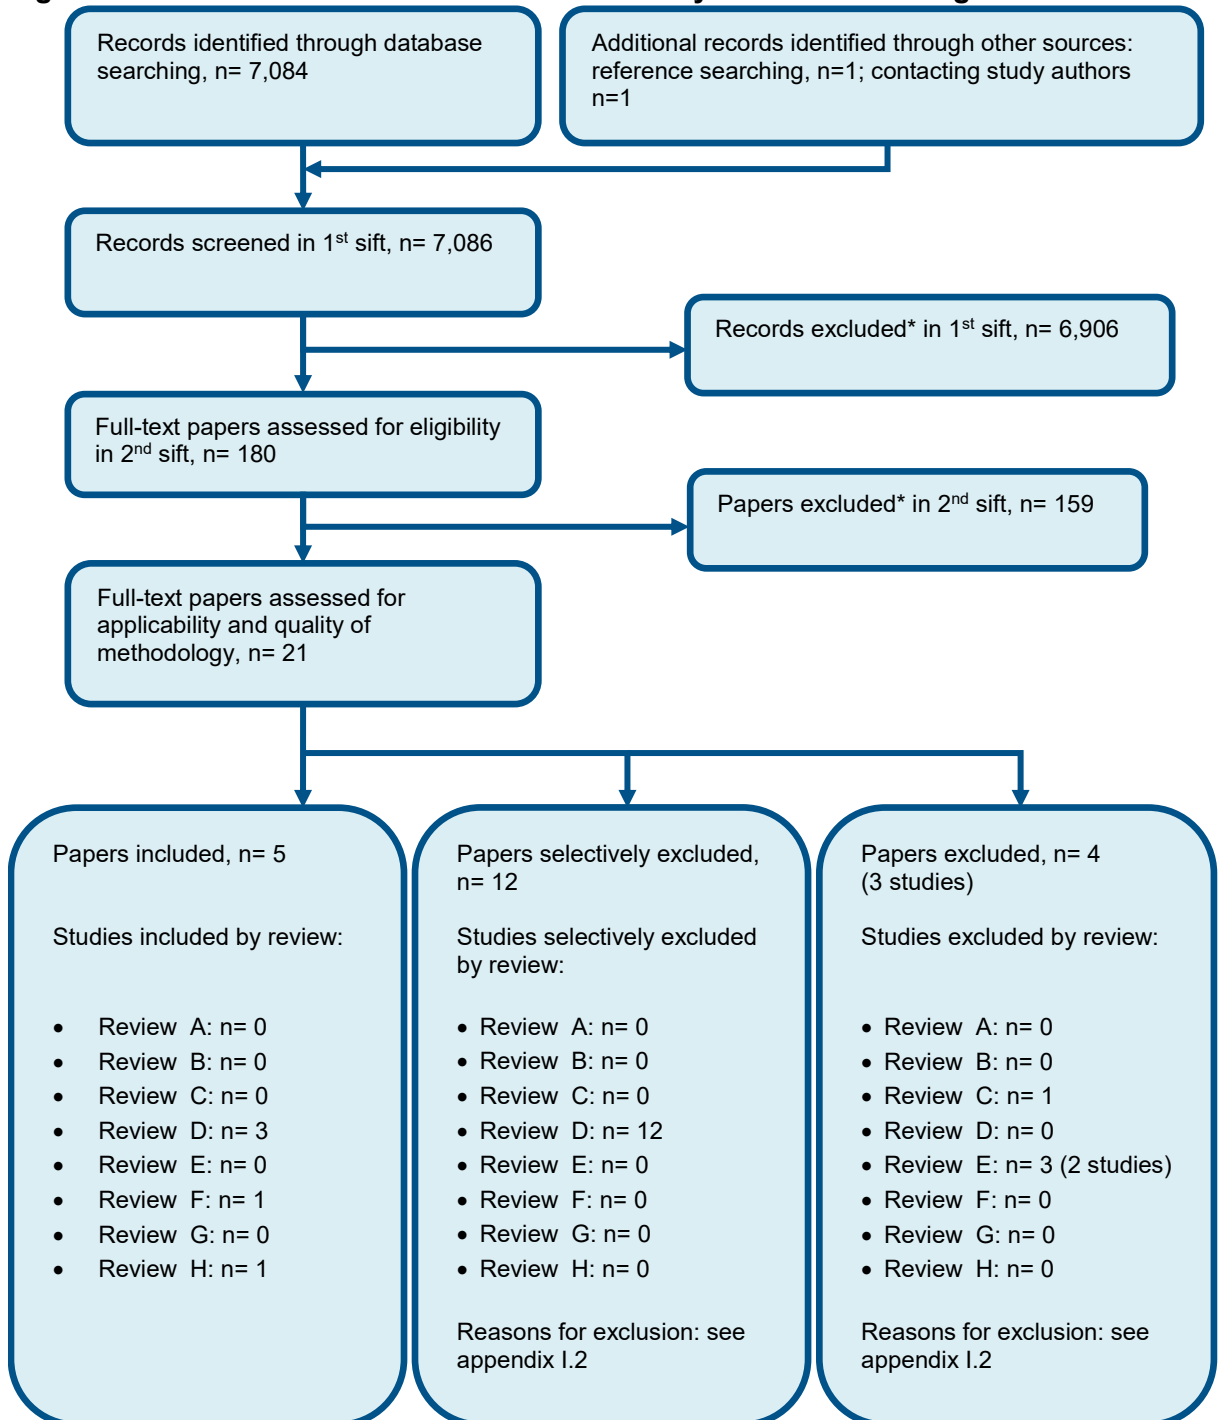 Records identified through database
searching, n= 7,084
Additional records identified through other sources:
reference searching, n=1; contacting study authors
n=1
Records screened in 1st sift, n= 7,086
Records excluded* in 1st sift, n= 6,906
Full-text papers assessed for eligibility
in 2nd sift, n= 180
Papers excluded* in 2nd sift, n= 159
Full-text papers assessed for
applicability and quality of
methodology, n= 21
Papers included, n= 5
Studies included by review:
• Review A: n= 0
• Review B: n= 0
• Review C: n= 0
• Review D: n= 3
• Review E: n= 0
• Review F: n= 1
• Review G: n= 0
• Review H: n= 1
Papers selectively excluded,
n= 12
Studies selectively excluded
by review:
• Review A: n= 0
• Review B: n= 0
• Review C: n= 0
• Review D: n= 12
• Review E: n= 0
• Review F: n= 0
• Review G: n= 0
• Review H: n= 0
Reasons for exclusion: see
appendix I.2
Papers excluded, n= 4
(3 studies)
Studies excluded by review:
• Review A: n= 0
• Review B: n= 0
• Review C: n= 1
• Review D: n= 0
• Review E: n= 3 (2 studies)
• Review F: n= 0
• Review G: n= 0
• Review H: n= 0
Reasons for exclusion: see
appendix I.2